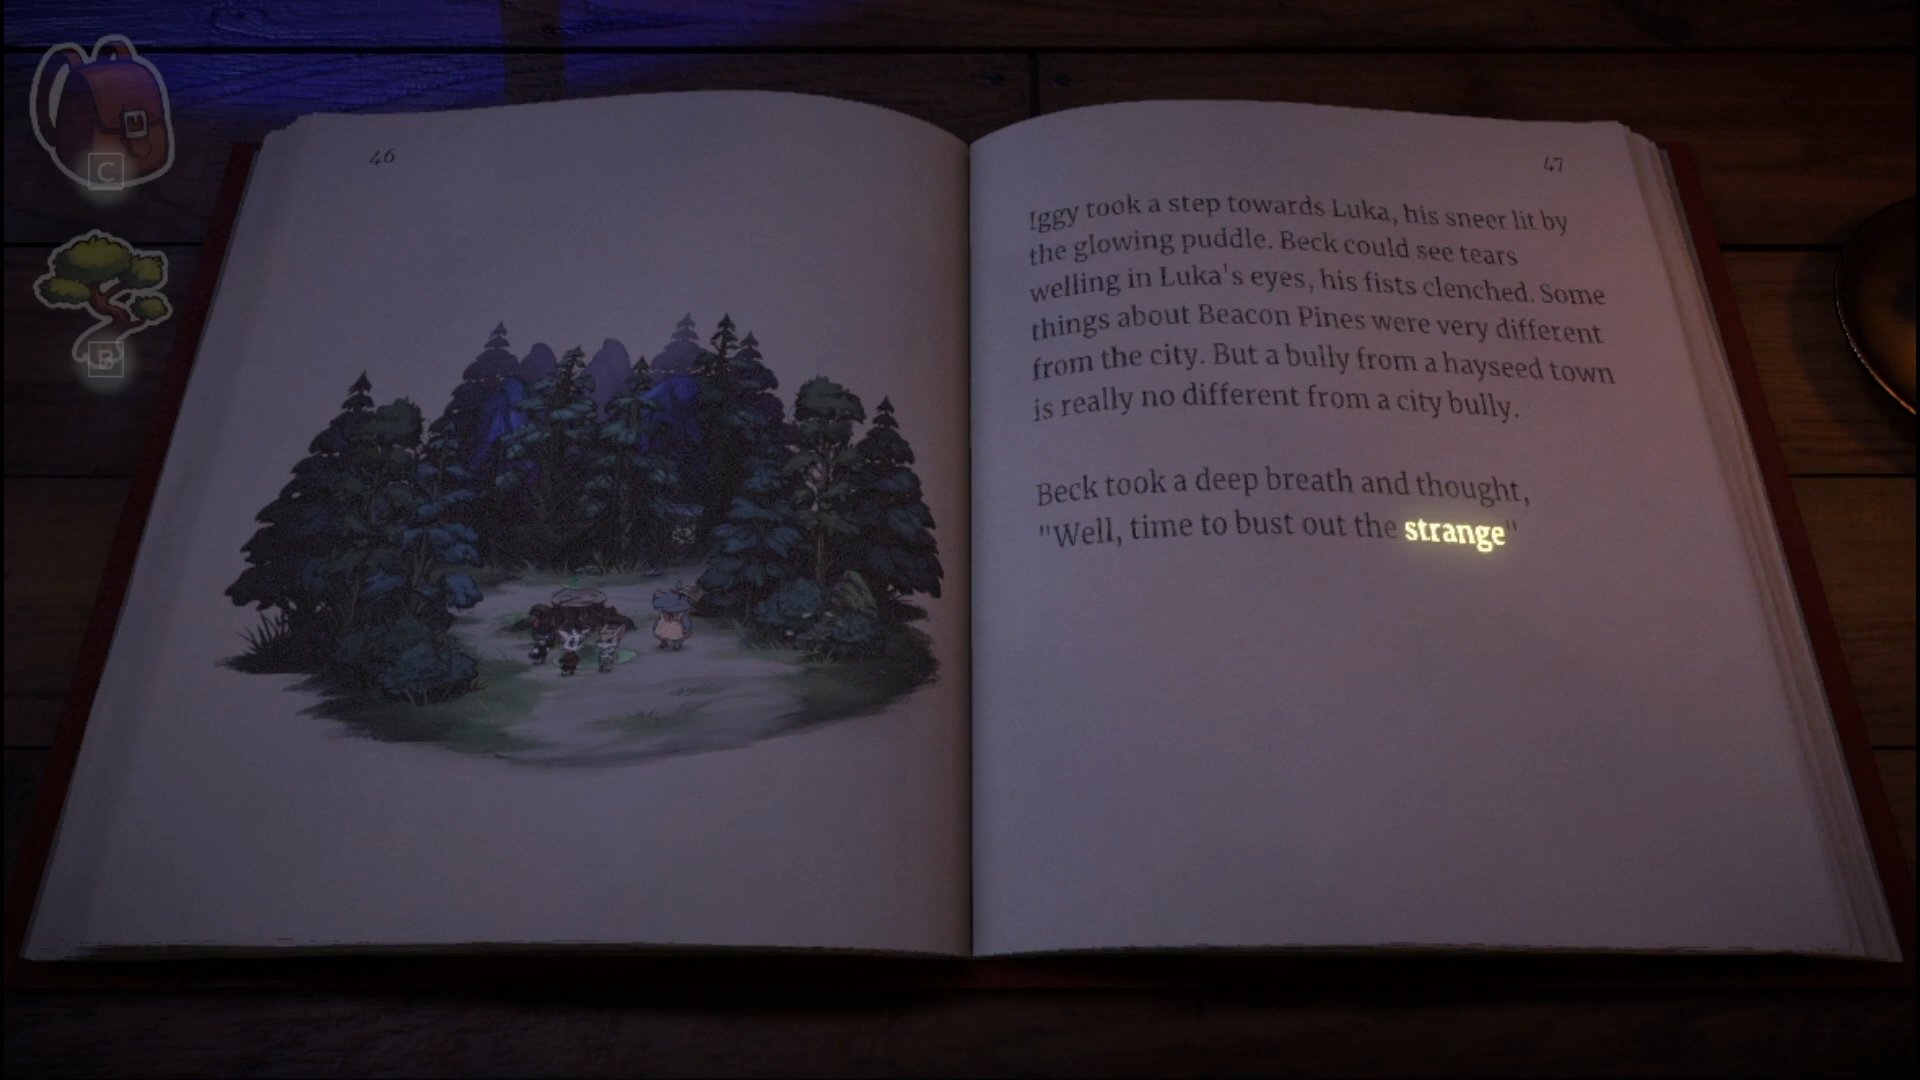 C
B
46
47
Iggy took a step towards Luka, his sneer lit by
the glowing puddle. Beck could see tears
welling in Luka's eyes, his fists clenched. Some
things about Beacon Pines were very different
from the city. But a bully from a hayseed town
is really no different from a city bully.
Beck took a deep breath and thought,
"Well, time to bust out the strange"